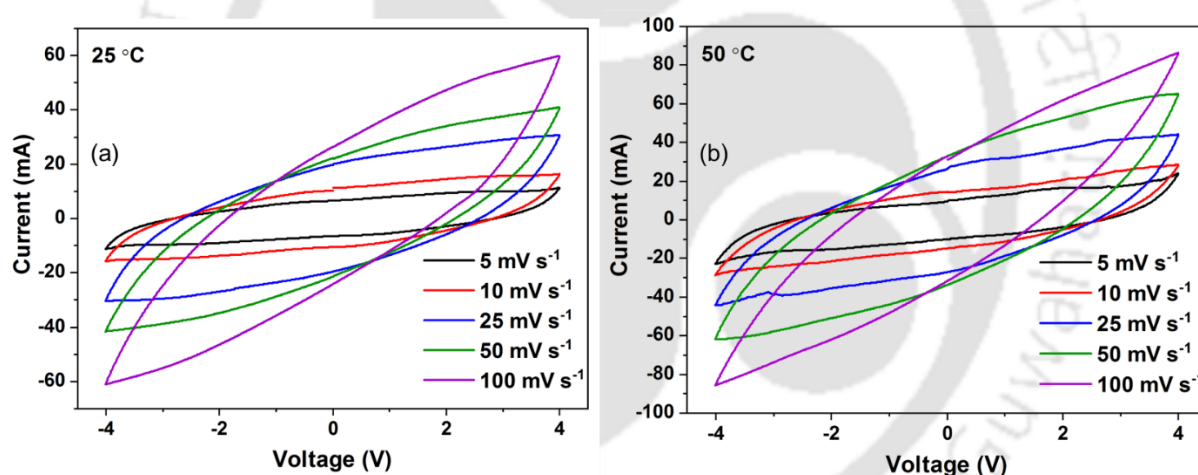 25 °C
(a)
Current (mA)
60
40
20
0
-20
-40
-60
-4
-2
0
2
4
Voltage (V)
5 mV s⁻¹
10 mV s⁻¹
25 mV s⁻¹
50 mV s⁻¹
100 mV s⁻¹
50 °C
(b)
Current (mA)
100
80
60
40
20
0
-20
-40
-60
-80
-100
-4
-2
0
2
4
Voltage (V)
5 mV s⁻¹
10 mV s⁻¹
25 mV s⁻¹
50 mV s⁻¹
100 mV s⁻¹